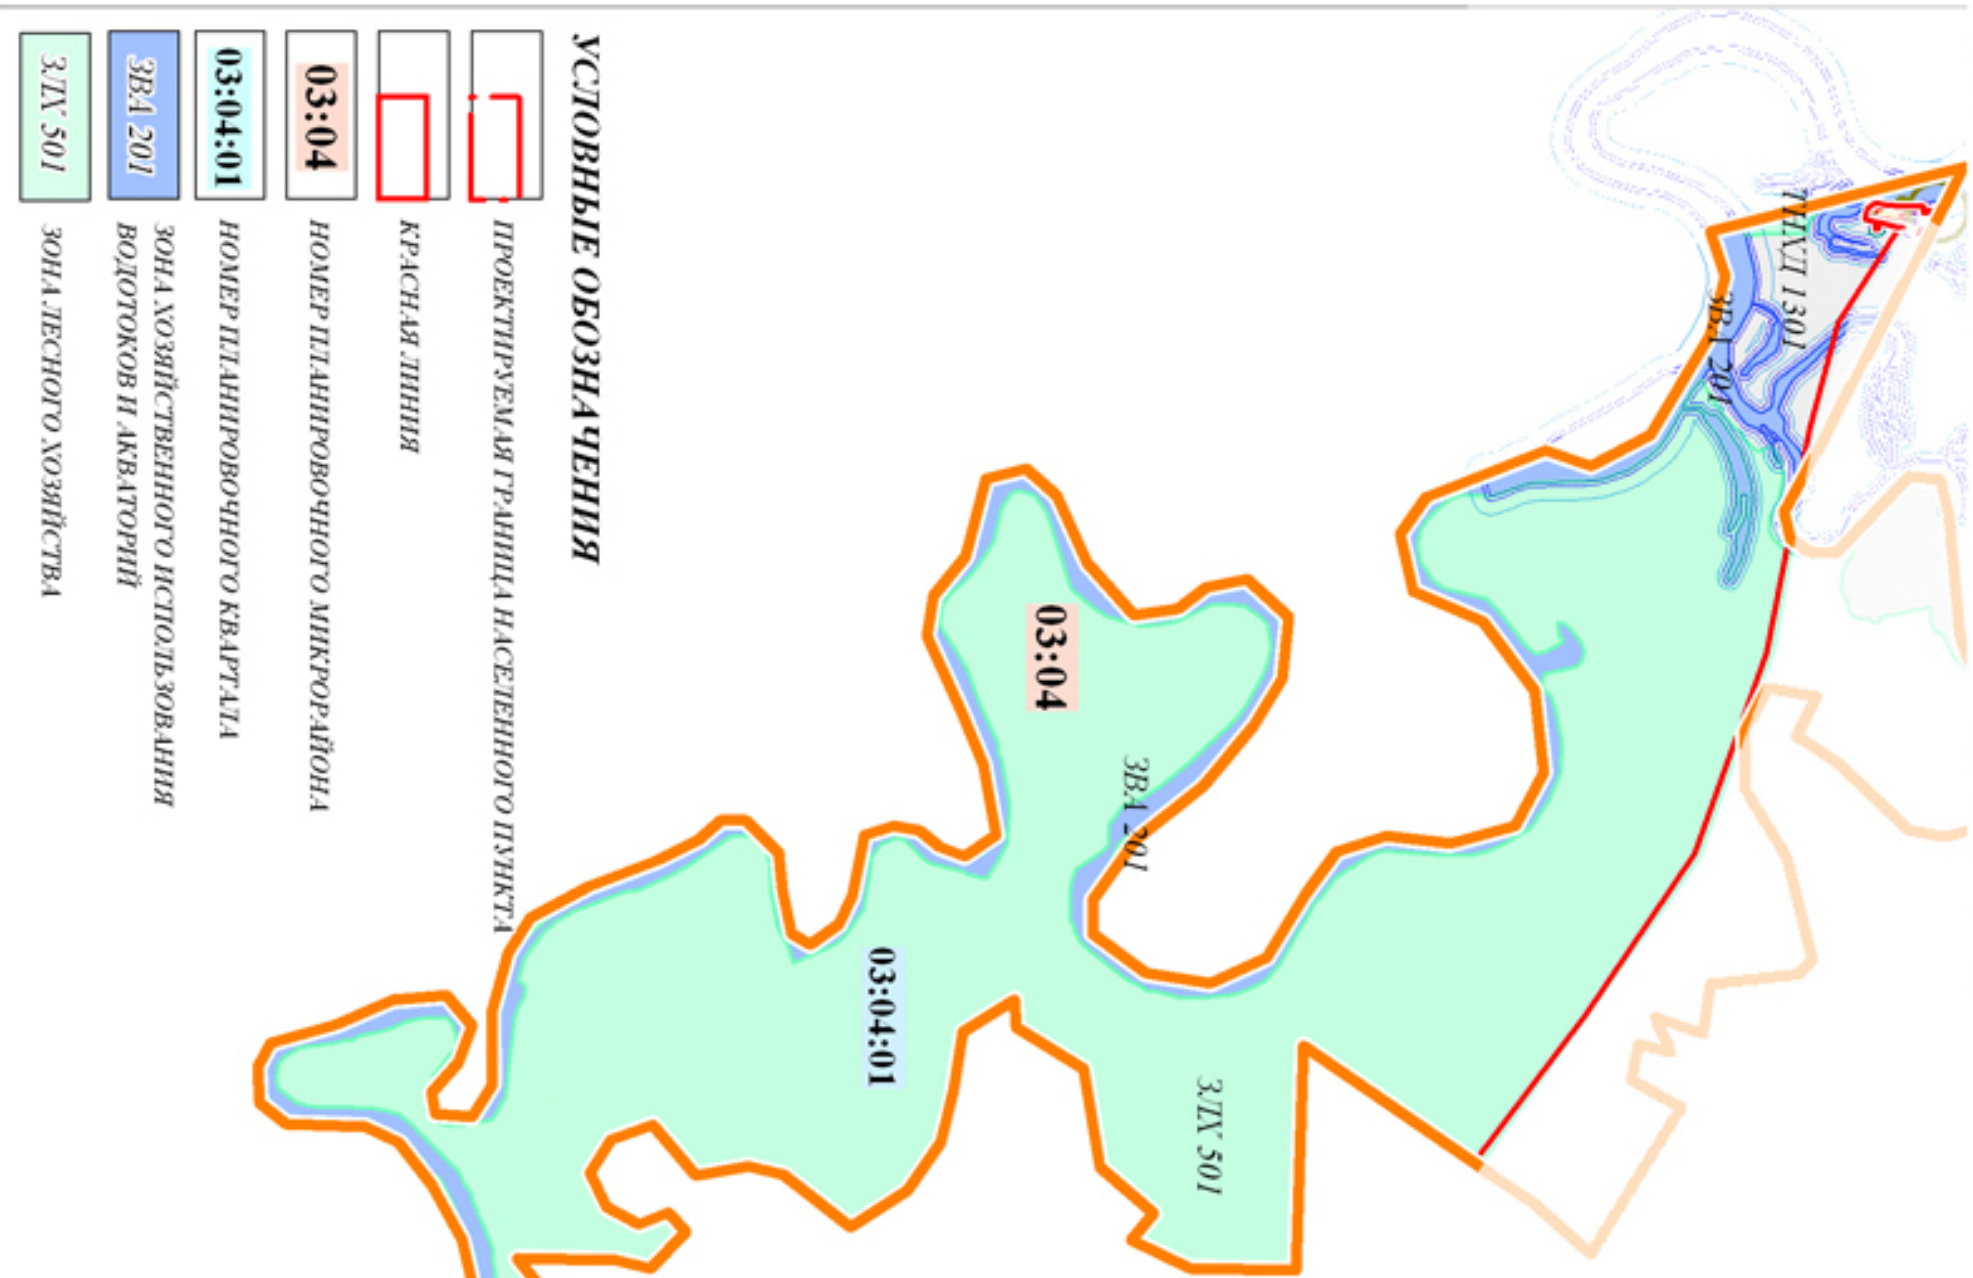 УСЛОВНЫЕ ОБОЗНАЧЕНИЯ
ПРОЕКТИРУЕМАЯ ГРАНИЦА НАСЕЛЕННОГО ПУНКТА
КРАСНАЯ ЛИНИЯ
03:04
НОМЕР ПЛАНИРОВОЧНОГО МИКРОРАЙОНА
03:04:01
НОМЕР ПЛАНИРОВОЧНОГО КВАРТАЛА
ЗВА 201
ЗОНА ХОЗЯЙСТВЕННОГО ИСПОЛЬЗОВАНИЯ
ВОДОТОКОВ И АКВАТОРИЙ
ЗЛХ 501
ЗОНА ЛЕСНОГО ХОЗЯЙСТВА
ТНХД 1301
ЗВА 201
03:04
ЗВА 201
03:04:01
ЗЛХ 501